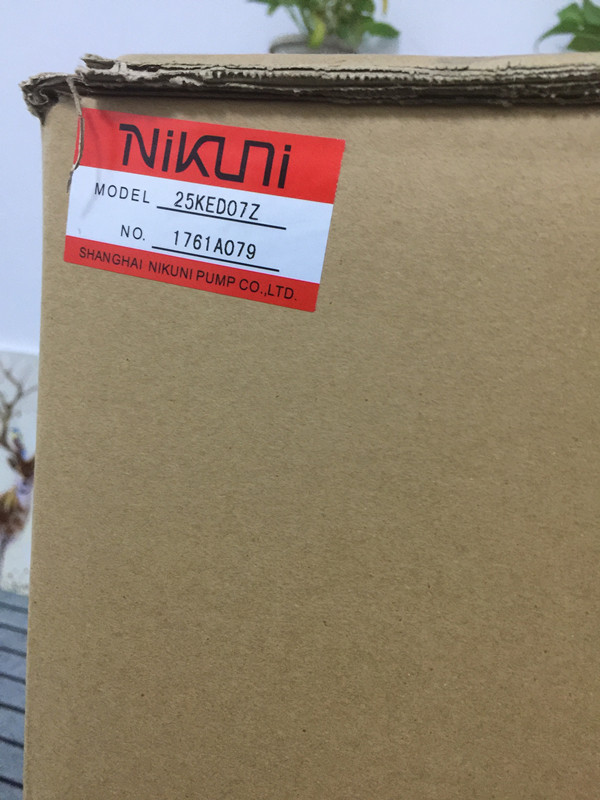 NiKUNi
MODEL 25KED07Z
NO. 1761A079
SHANGHAI NIKUNI PUMP CO.,LTD.